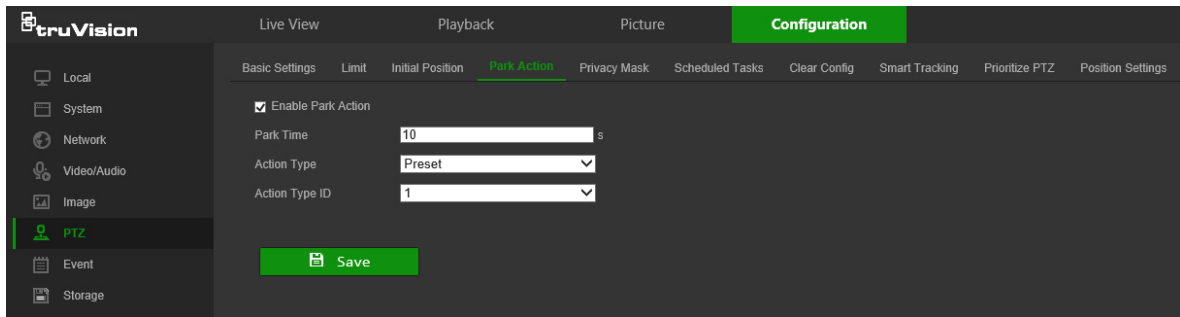 truVision
Live View Playback Picture Configuration
Basic Settings Limit Initial Position Park Action Privacy Mask Scheduled Tasks Clear Config Smart Tracking Prioritize PTZ Position Settings
Local
System
Network
Video/Audio
Image
PTZ
Event
Storage
Enable Park Action
Park Time 10 s
Action Type Preset
Action Type ID 1
Save